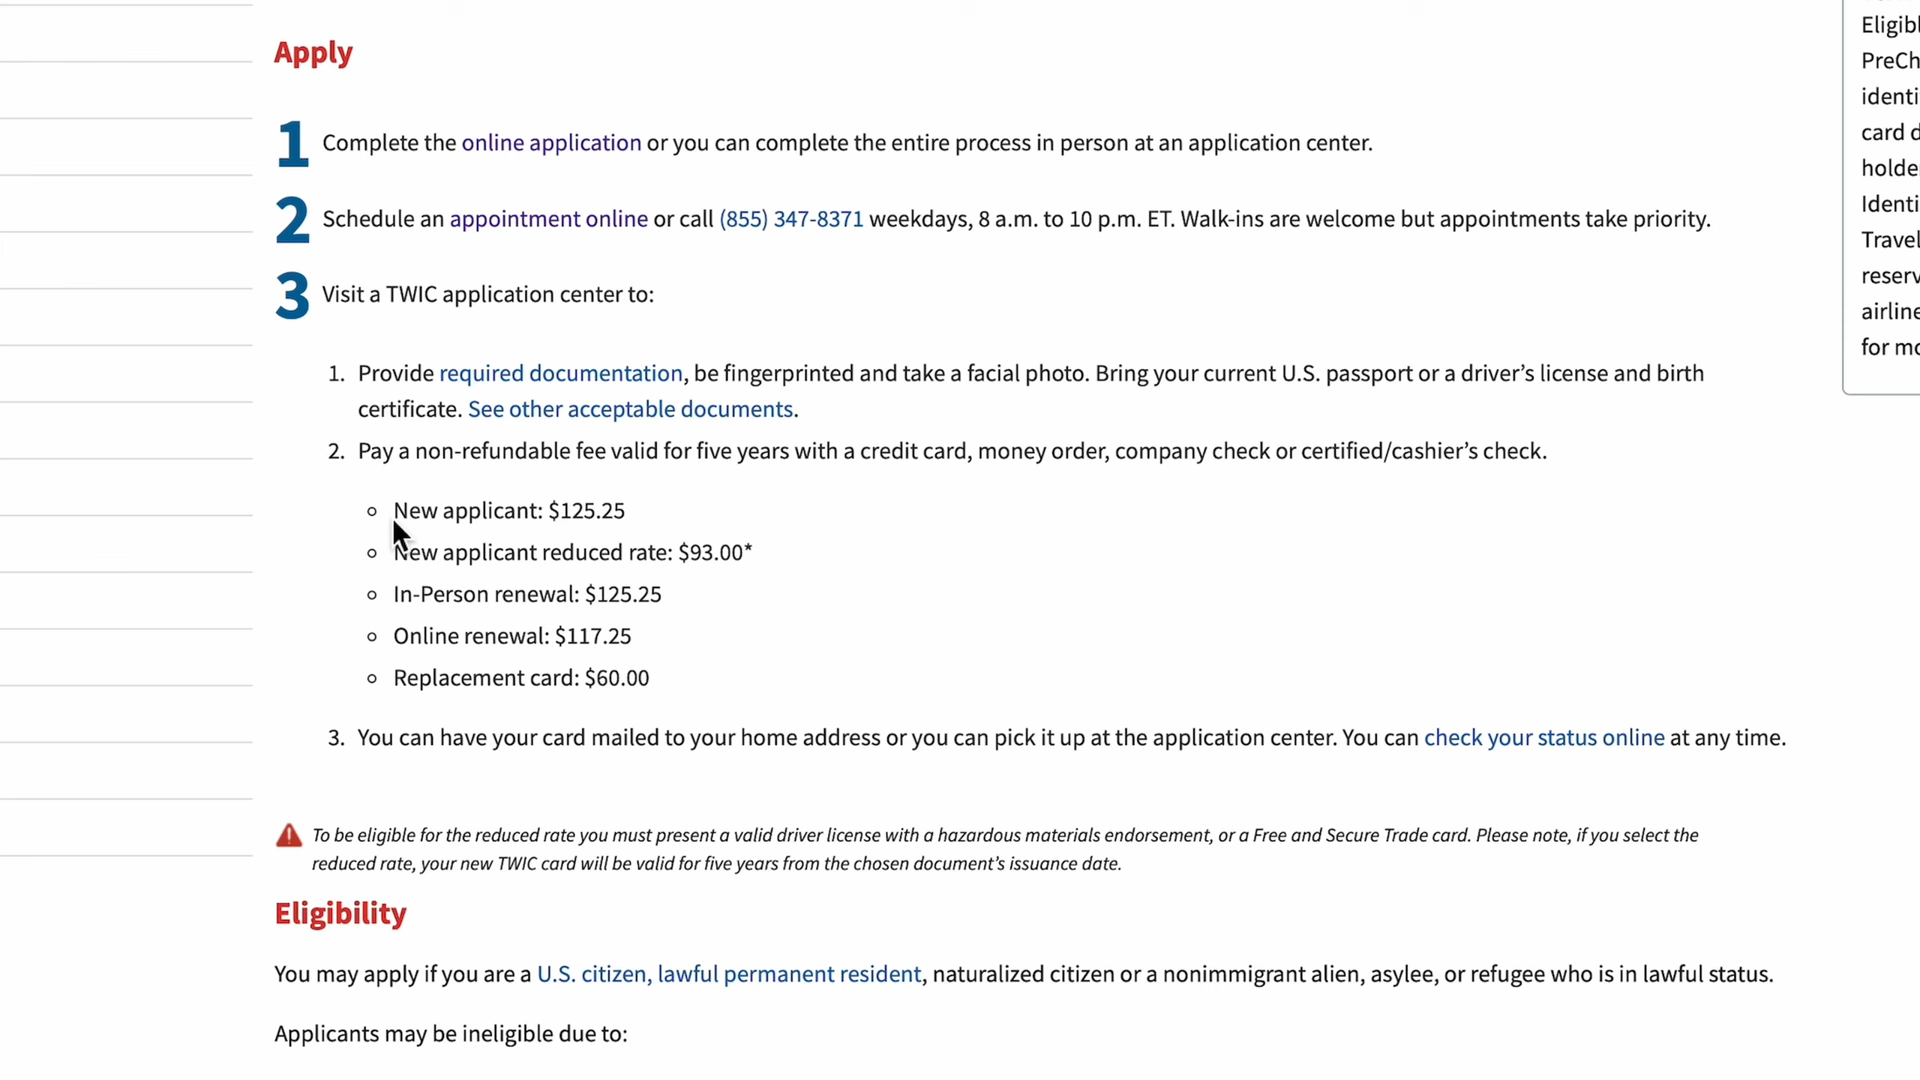 Apply
1 Complete the online application or you can complete the entire process in person at an application center.
2 Schedule an appointment online or call (855) 347-8371 weekdays, 8 a.m. to 10 p.m. ET. Walk-ins are welcome but appointments take priority.
3 Visit a TWIC application center to:
1. Provide required documentation, be fingerprinted and take a facial photo. Bring your current U.S. passport or a driver’s license and birth
certificate. See other acceptable documents.
2. Pay a non-refundable fee valid for five years with a credit card, money order, company check or certified/cashier’s check.
New applicant: $125.25
New applicant reduced rate: $93.00*
In-Person renewal: $125.25
Online renewal: $117.25
Replacement card: $60.00
3. You can have your card mailed to your home address or you can pick it up at the application center. You can check your status online at any time.
To be eligible for the reduced rate you must present a valid driver license with a hazardous materials endorsement, or a Free and Secure Trade card. Please note, if you select the
reduced rate, your new TWIC card will be valid for five years from the chosen document’s issuance date.
Eligibility
You may apply if you are a U.S. citizen, lawful permanent resident, naturalized citizen or a nonimmigrant alien, asylee, or refugee who is in lawful status.
Applicants may be ineligible due to:
Eligibl
PreCh
identi
card d
holde
Identi
Travel
reserv
airline
for mo